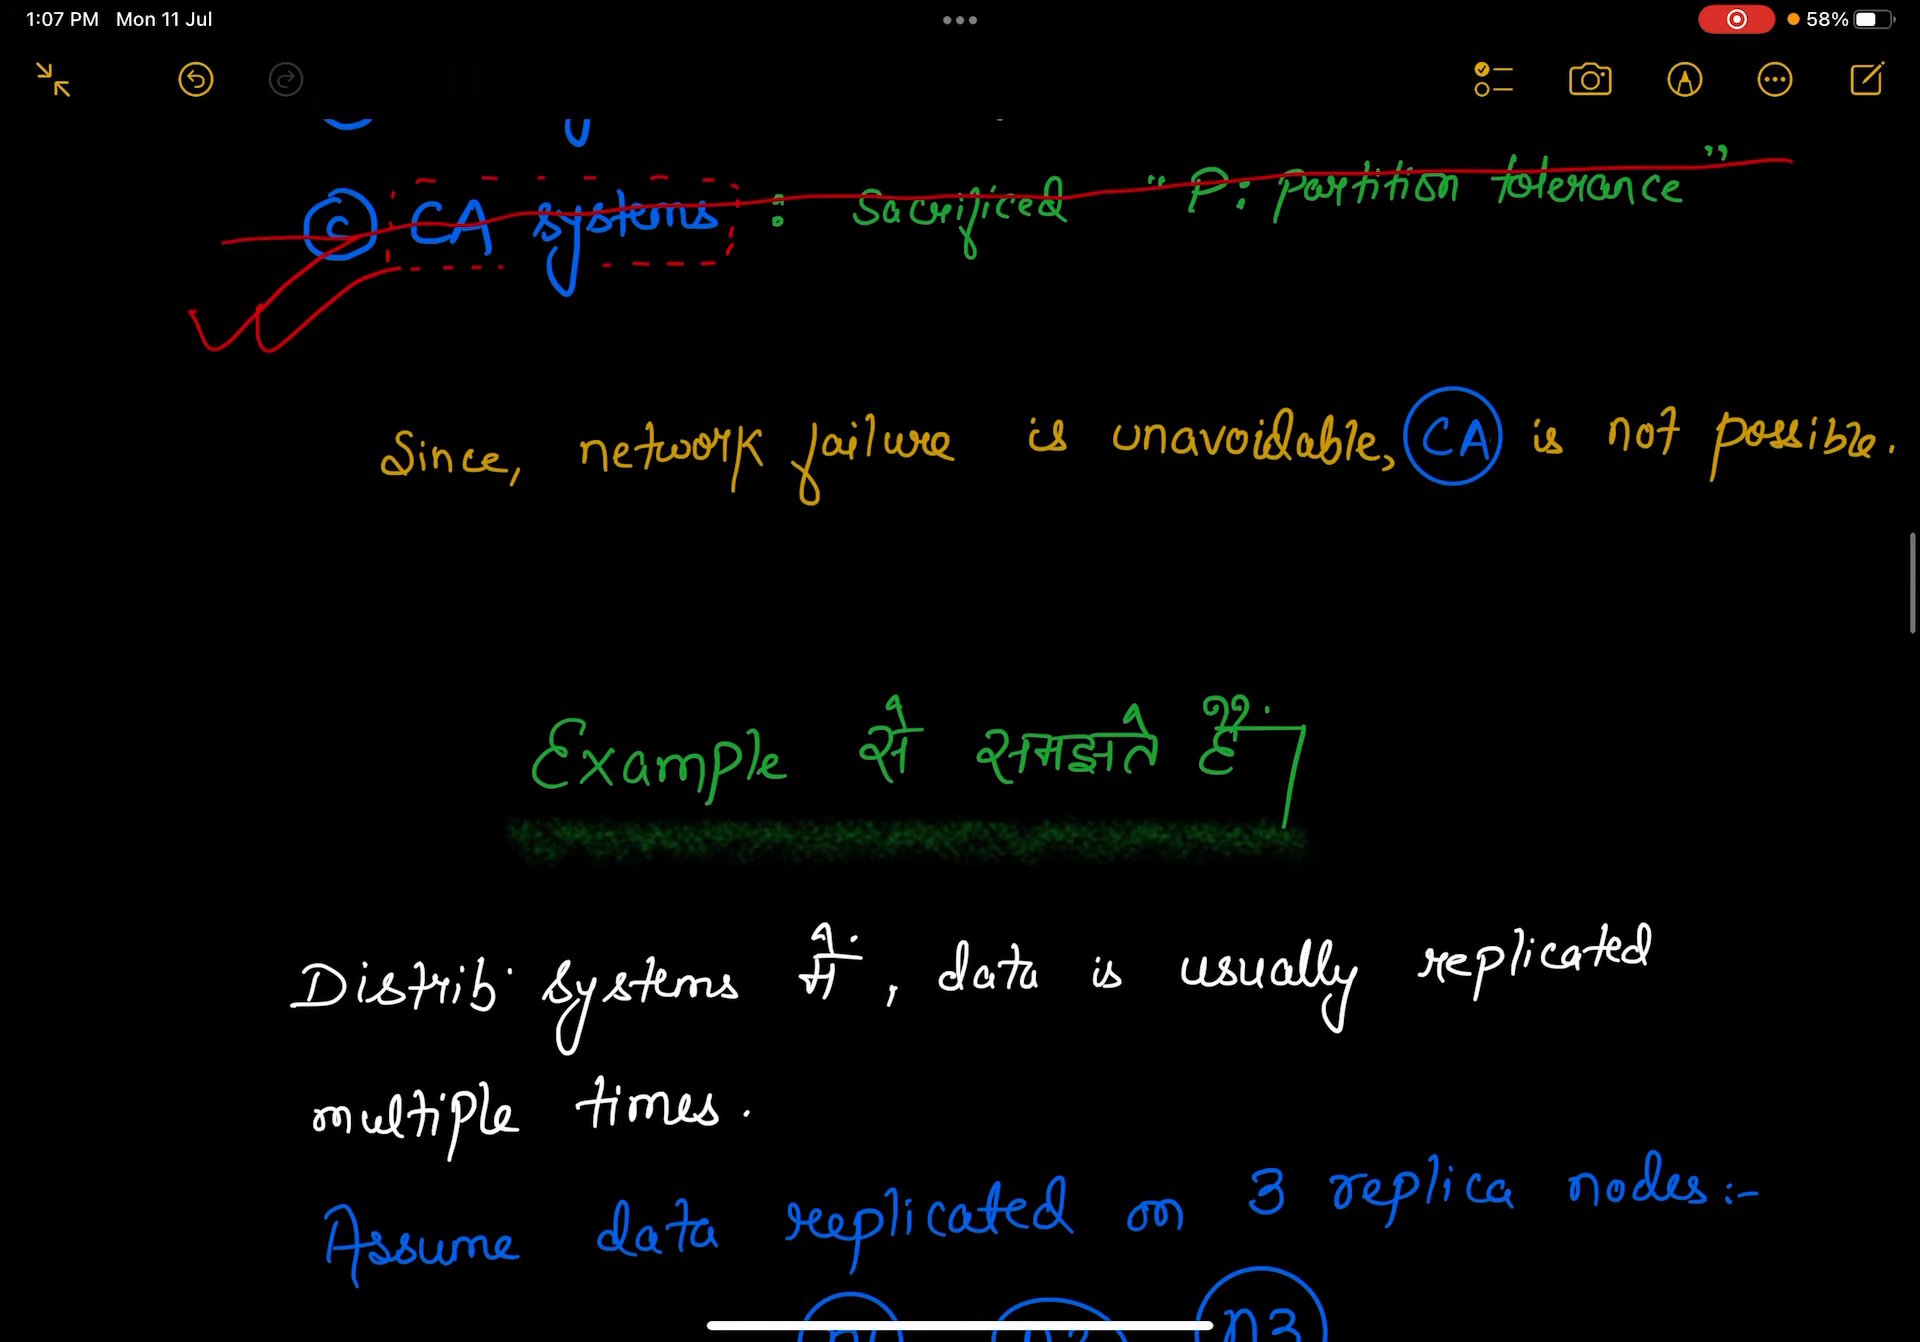 1:07 PM Mon 11 Jul
58%
c CA systems : Sacrificed "P: partition tolerance"
Since, network failure is unavoidable, CA is not possible.
Example से समझते हैं।
Distrib. systems में, data is usually replicated
multiple times.
Assume data replicated on 3 replica nodes:-
n3